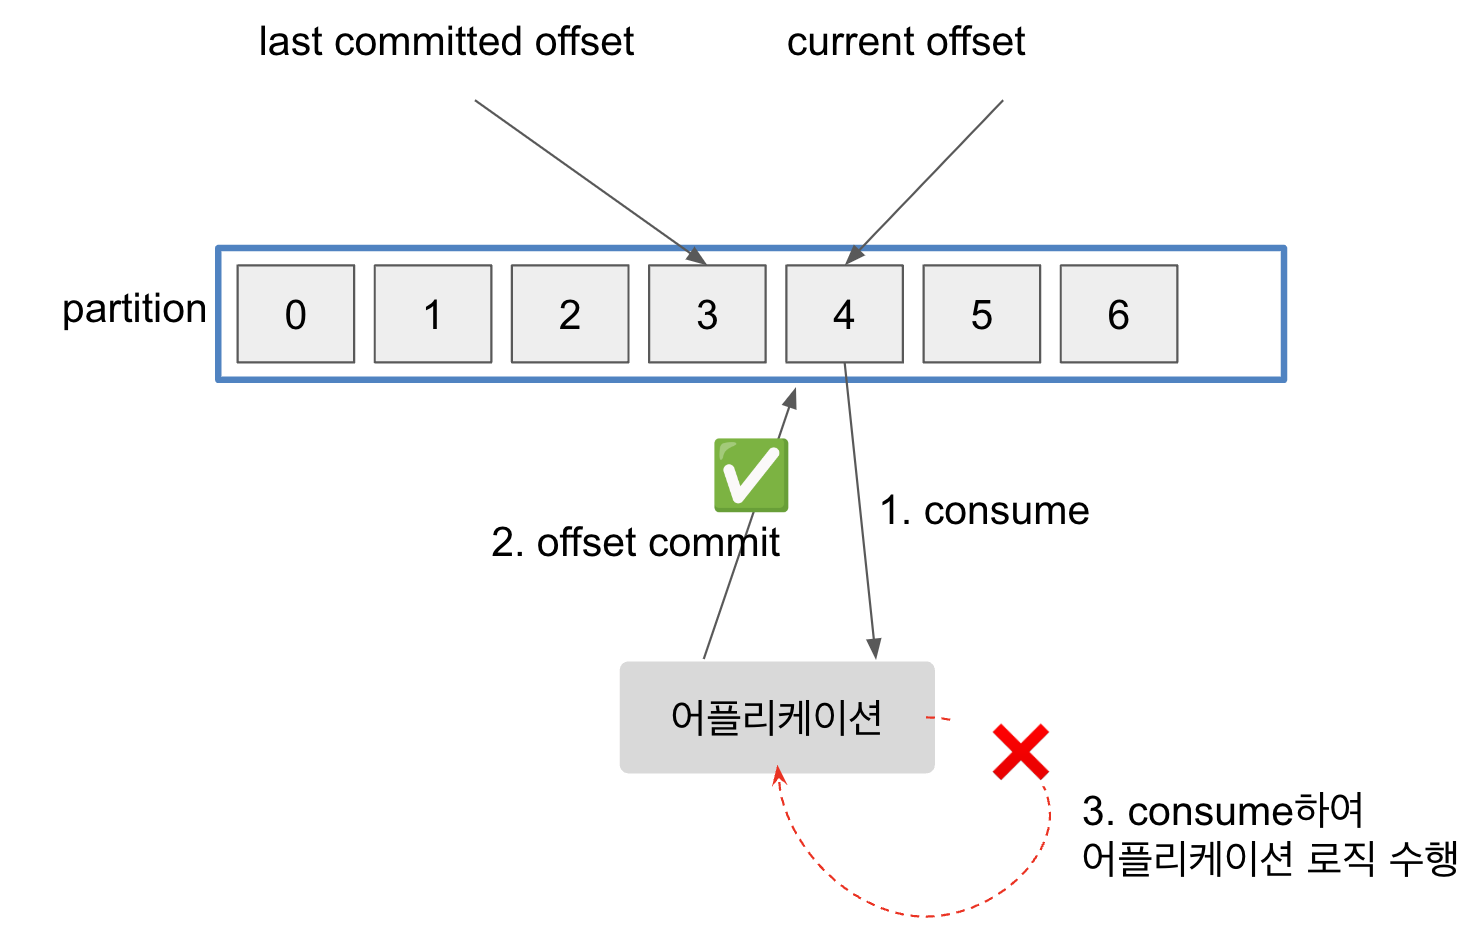 last committed offset
current offset
partition
0
1
2
3
4
5
6
1. consume
2. offset commit
어플리케이션
3. consume하여
어플리케이션 로직 수행